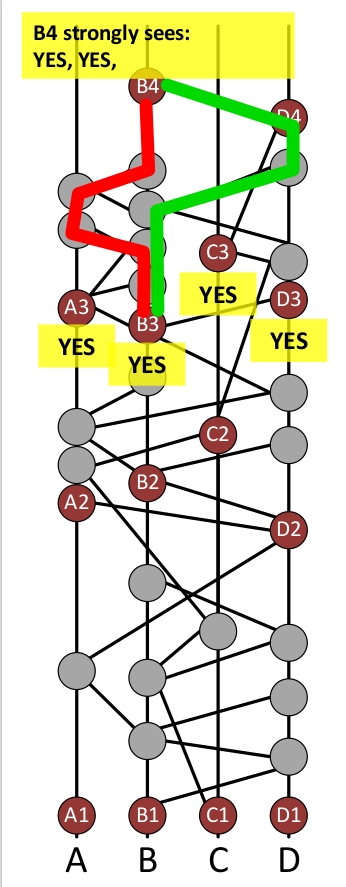 B4 strongly sees:
YES, YES,
B4
D4
C3
YES
A3
D3
B3
YES
YES
YES
C2
B2
A2
D2
A1
B1
C1
D1
A
B
C
D